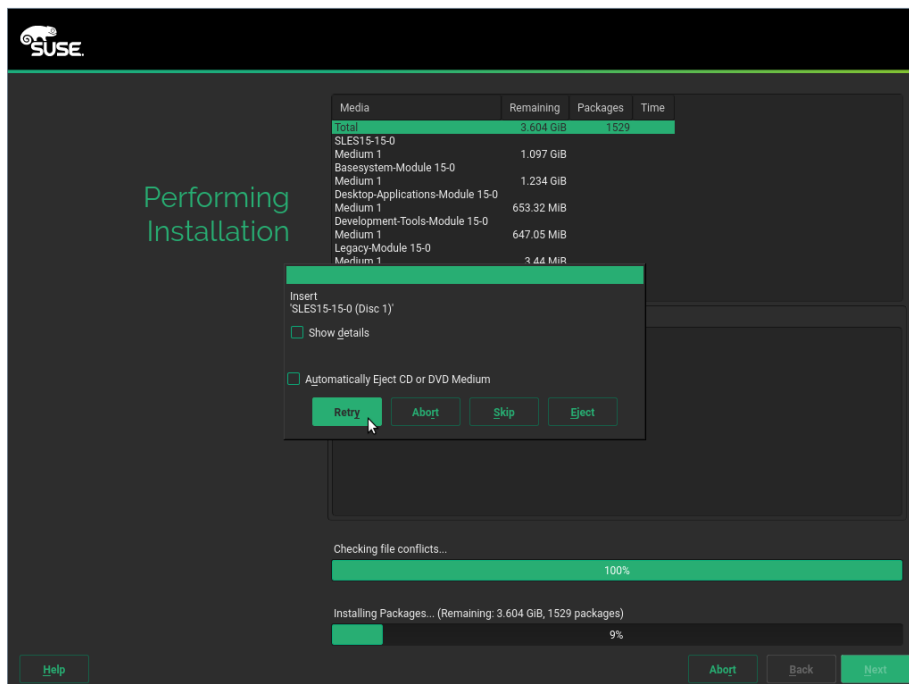 SUSE.
Media Remaining Packages Time
Total 3.604 GiB 1529
SLES15-15-0
Medium 1 1.097 GiB
Basesystem-Module 15-0
Medium 1 1.234 GiB
Desktop-Applications-Module 15-0
Medium 1 653.32 MiB
Development-Tools-Module 15-0
Medium 1 647.05 MiB
Legacy-Module 15-0
Medium 1 3.44 MiB
Performing
Installation
Insert
'SLES15-15-0 (Disc 1)'
Show details
Automatically Eject CD or DVD Medium
Retry Abort Skip Eject
Checking file conflicts...
100%
Installing Packages... (Remaining: 3.604 GiB, 1529 packages)
9%
Help Abort Back Next